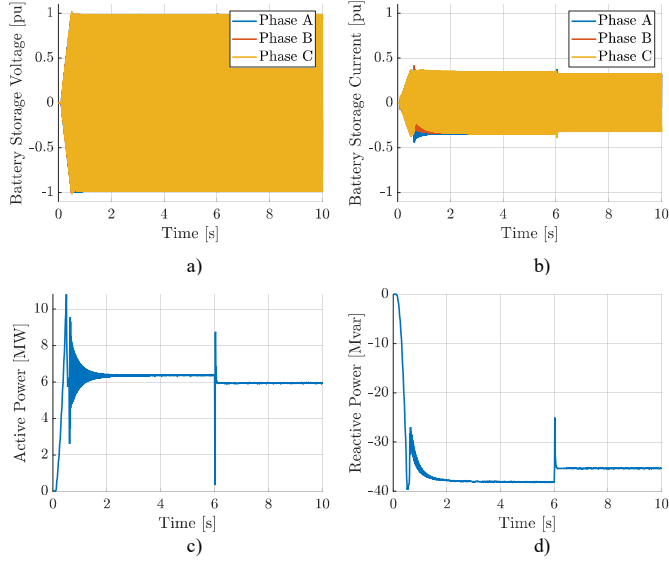 Battery Storage Voltage [pu]
1
0.5
0
-0.5
-1
Phase A
Phase B
Phase C
0
2
4
6
8
10
Time [s]
a)
Battery Storage Current [pu]
1
0.5
0
-0.5
-1
Phase A
Phase B
Phase C
0
2
4
6
8
10
Time [s]
b)
Active Power [MW]
10
8
6
4
2
0
0
2
4
6
8
10
Time [s]
c)
Reactive Power [Mvar]
0
-10
-20
-30
-40
0
2
4
6
8
10
Time [s]
d)